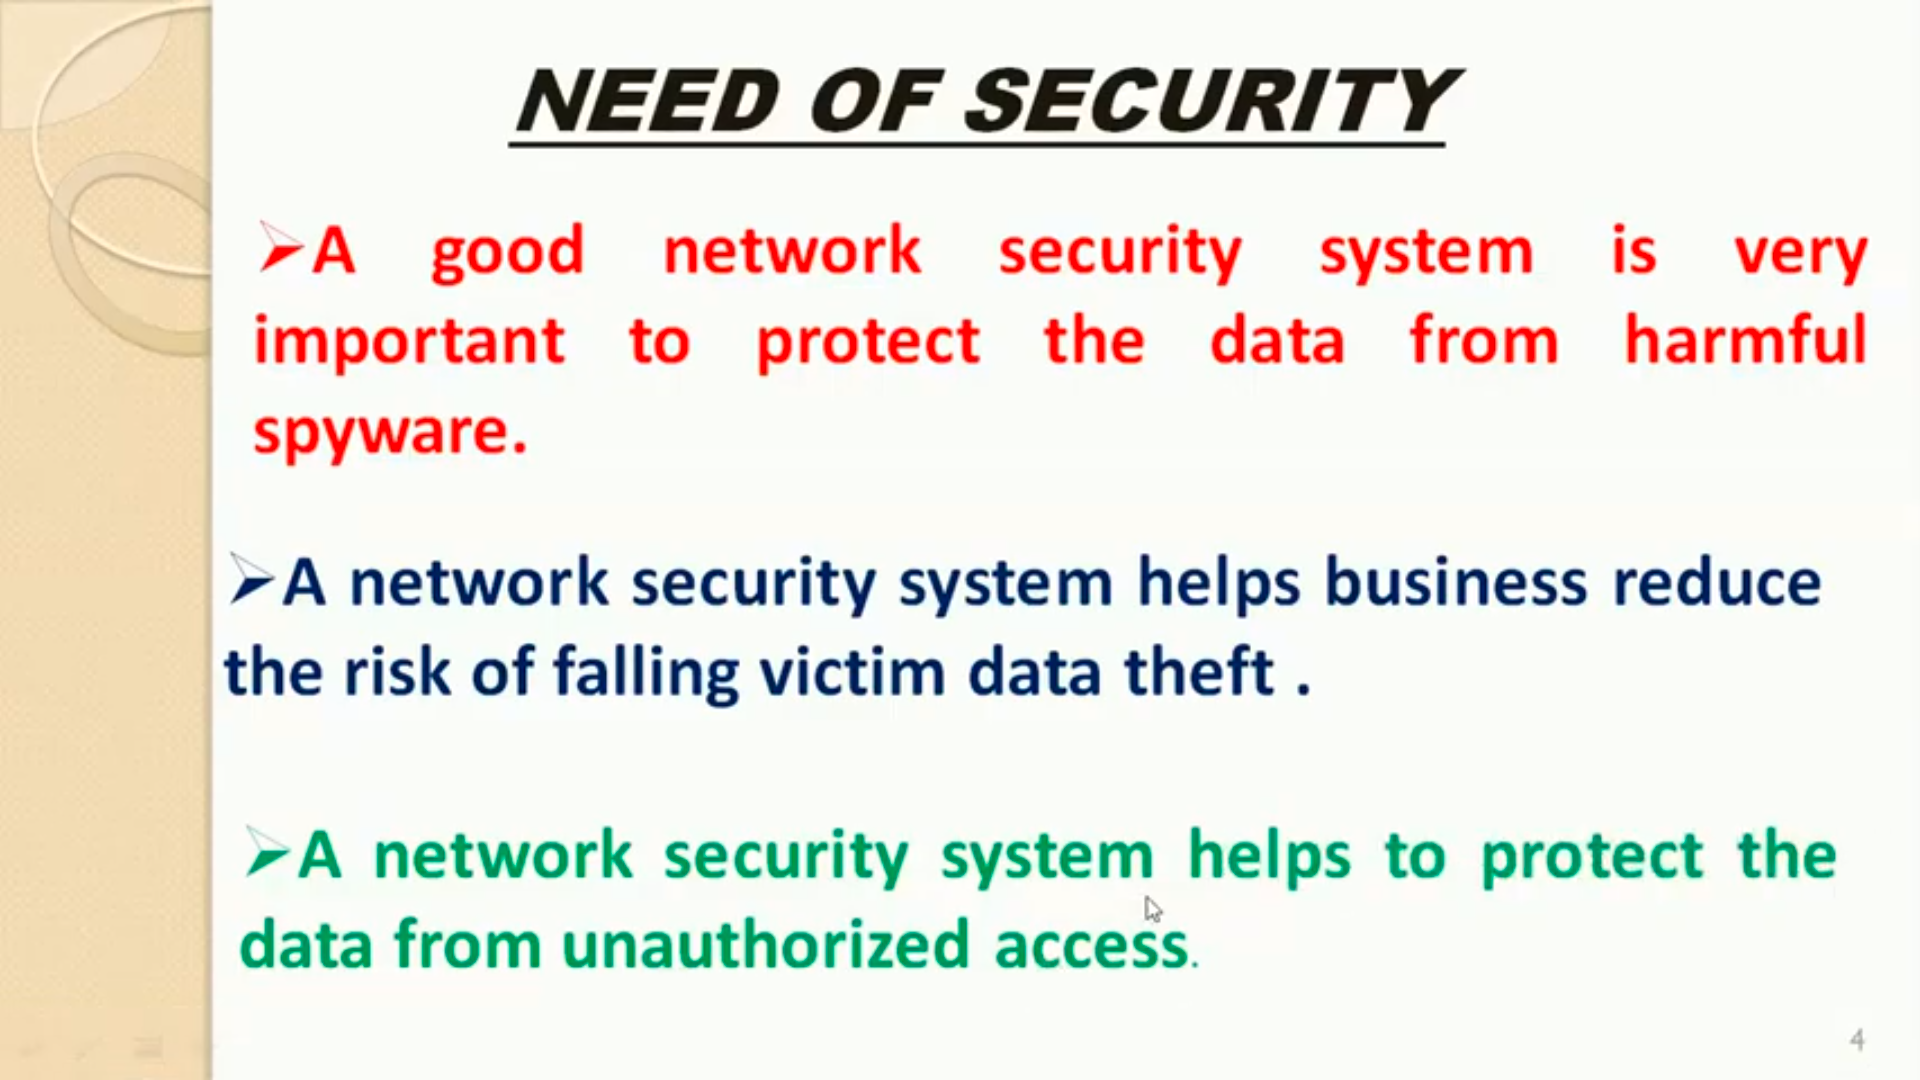 NEED OF SECURITY
➢A good network security system is very
important to protect the data from harmful
spyware.
➢A network security system helps business reduce
the risk of falling victim data theft .
➢A network security system helps to protect the
data from unauthorized access.
4